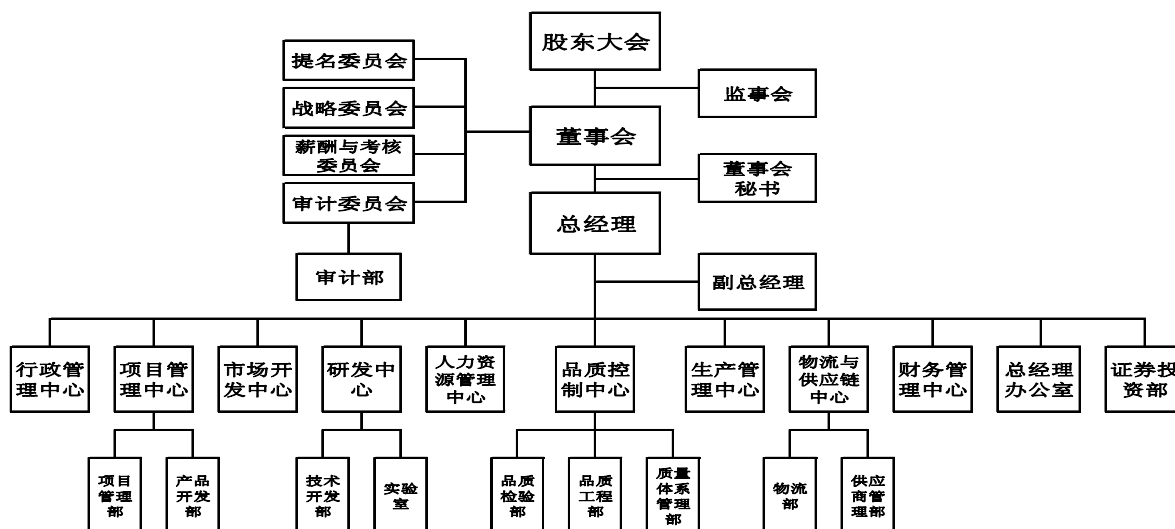 股东大会
提名委员会
监事会
战略委员会
董事会
薪酬与考核
委员会
董事会
秘书
审计委员会
总经理
审计部
副总经理
行政管
理中心
项目管
理中心
市场开
发中心
研发中
心
人力资
源管理
中心
品质控
制中心
生产管
理中心
物流与
供应链
中心
财务管
理中心
总经理
办公室
证券投
资部
项目
管理
部
产品
开发
部
技术
开发
部
实验
室
品质
检验
部
品质
工程
部
质量
体系
管理
部
物流
部
供应
商管
理部